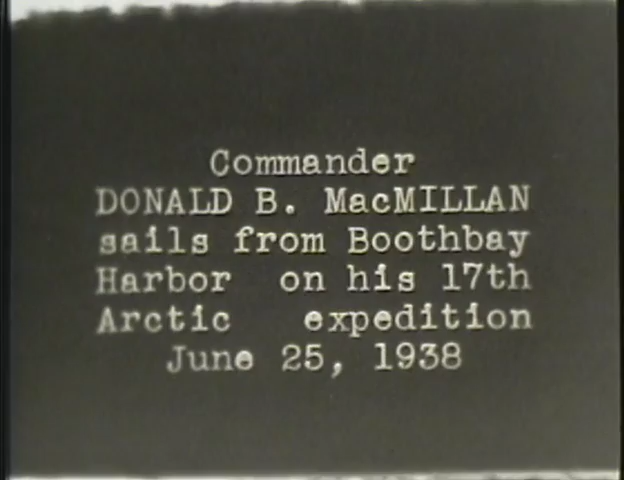 Commander
DONALD B. MacMILLAN
sails from Boothbay
Harbor on his 17th
Arctic expedition
June 25, 1938